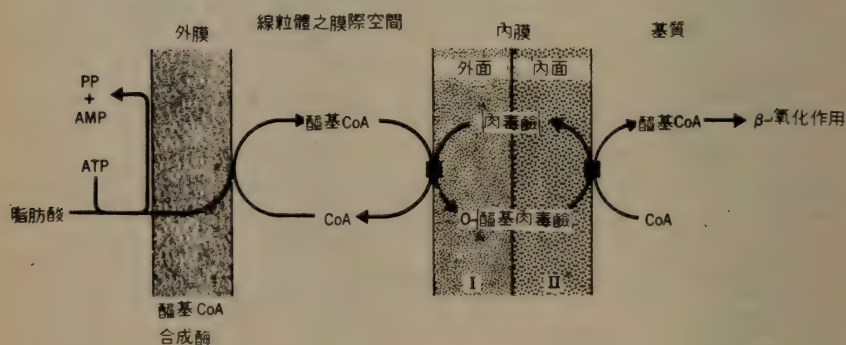 外膜
線粒體之膜際空間
內膜
基質
外面
內面
PP
+
AMP
ATP
脂肪酸
醯基CoA
CoA
肉毒鹼
O-醯基肉毒鹼
醯基CoA
β-氧化作用
CoA
I
II
醯基CoA
合成酶